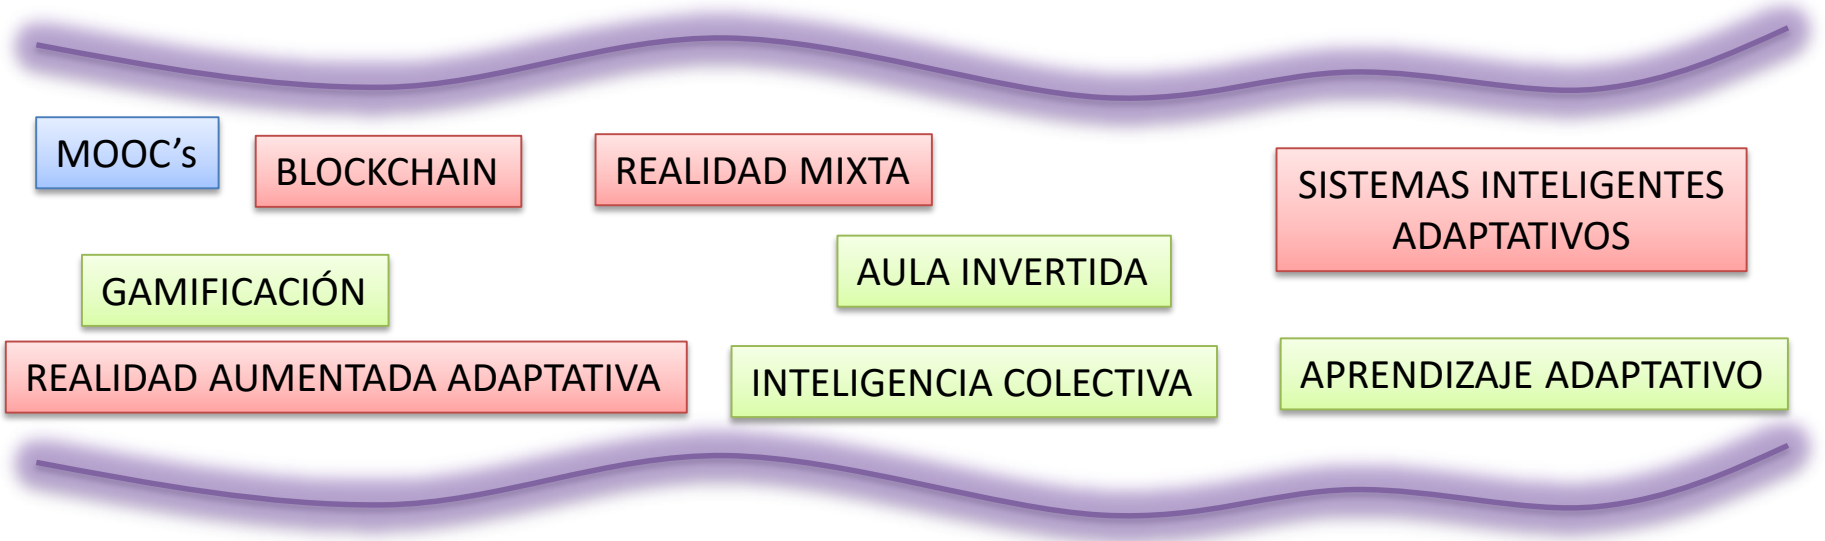 MOOC’s
BLOCKCHAIN
REALIDAD MIXTA
SISTEMAS INTELIGENTES
ADAPTATIVOS
GAMIFICACIÓN
AULA INVERTIDA
REALIDAD AUMENTADA ADAPTATIVA
INTELIGENCIA COLECTIVA
APRENDIZAJE ADAPTATIVO